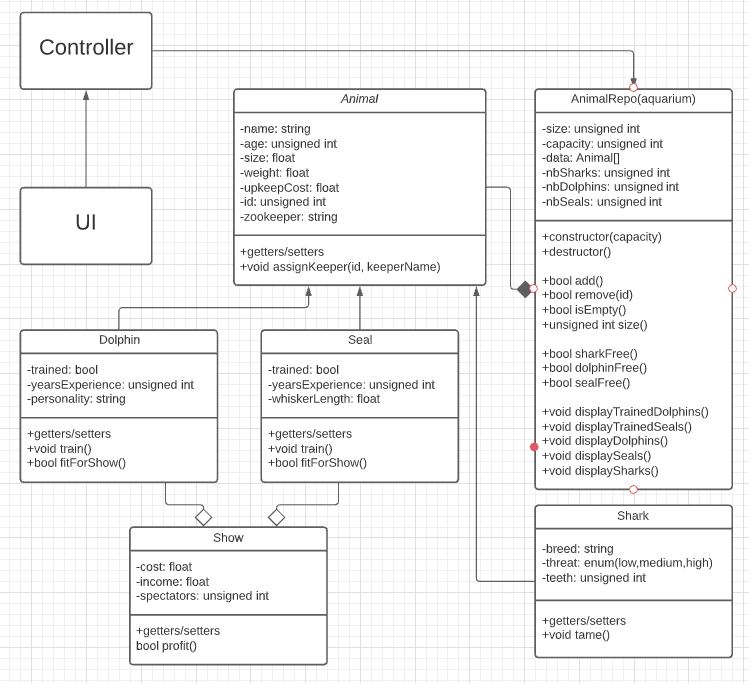 Controller
UI
Animal
-name: string
-age: unsigned int
-size: float
-weight: float
-upkeepCost: float
-id: unsigned int
-zookeeper: string
+getters/setters
+void assignKeeper(id, keeperName)
AnimalRepo(aquarium)
-size: unsigned int
-capacity: unsigned int
-data: Animal[]
-nbSharks: unsigned int
-nbDolphins: unsigned int
-nbSeals: unsigned int
+constructor(capacity)
+destructor()
+bool add()
+bool remove(id)
+bool isEmpty()
+unsigned int size()
+bool sharkFree()
+bool dolphinFree()
+bool sealFree()
+void displayTrainedDolphins()
+void displayTrainedSeals()
+void displayDolphins()
+void displaySeals()
+void displaySharks()
Dolphin
-trained: bool
-yearsExperience: unsigned int
-personality: string
+getters/setters
+void train()
+bool fitForShow()
Seal
-trained: bool
-yearsExperience: unsigned int
-whiskerLength: float
+getters/setters
+void train()
+bool fitForShow()
Show
-cost: float
-income: float
-spectators: unsigned int
+getters/setters
bool profit()
Shark
-breed: string
-threat: enum(low,medium,high)
-teeth: unsigned int
+getters/setters
+void tame()